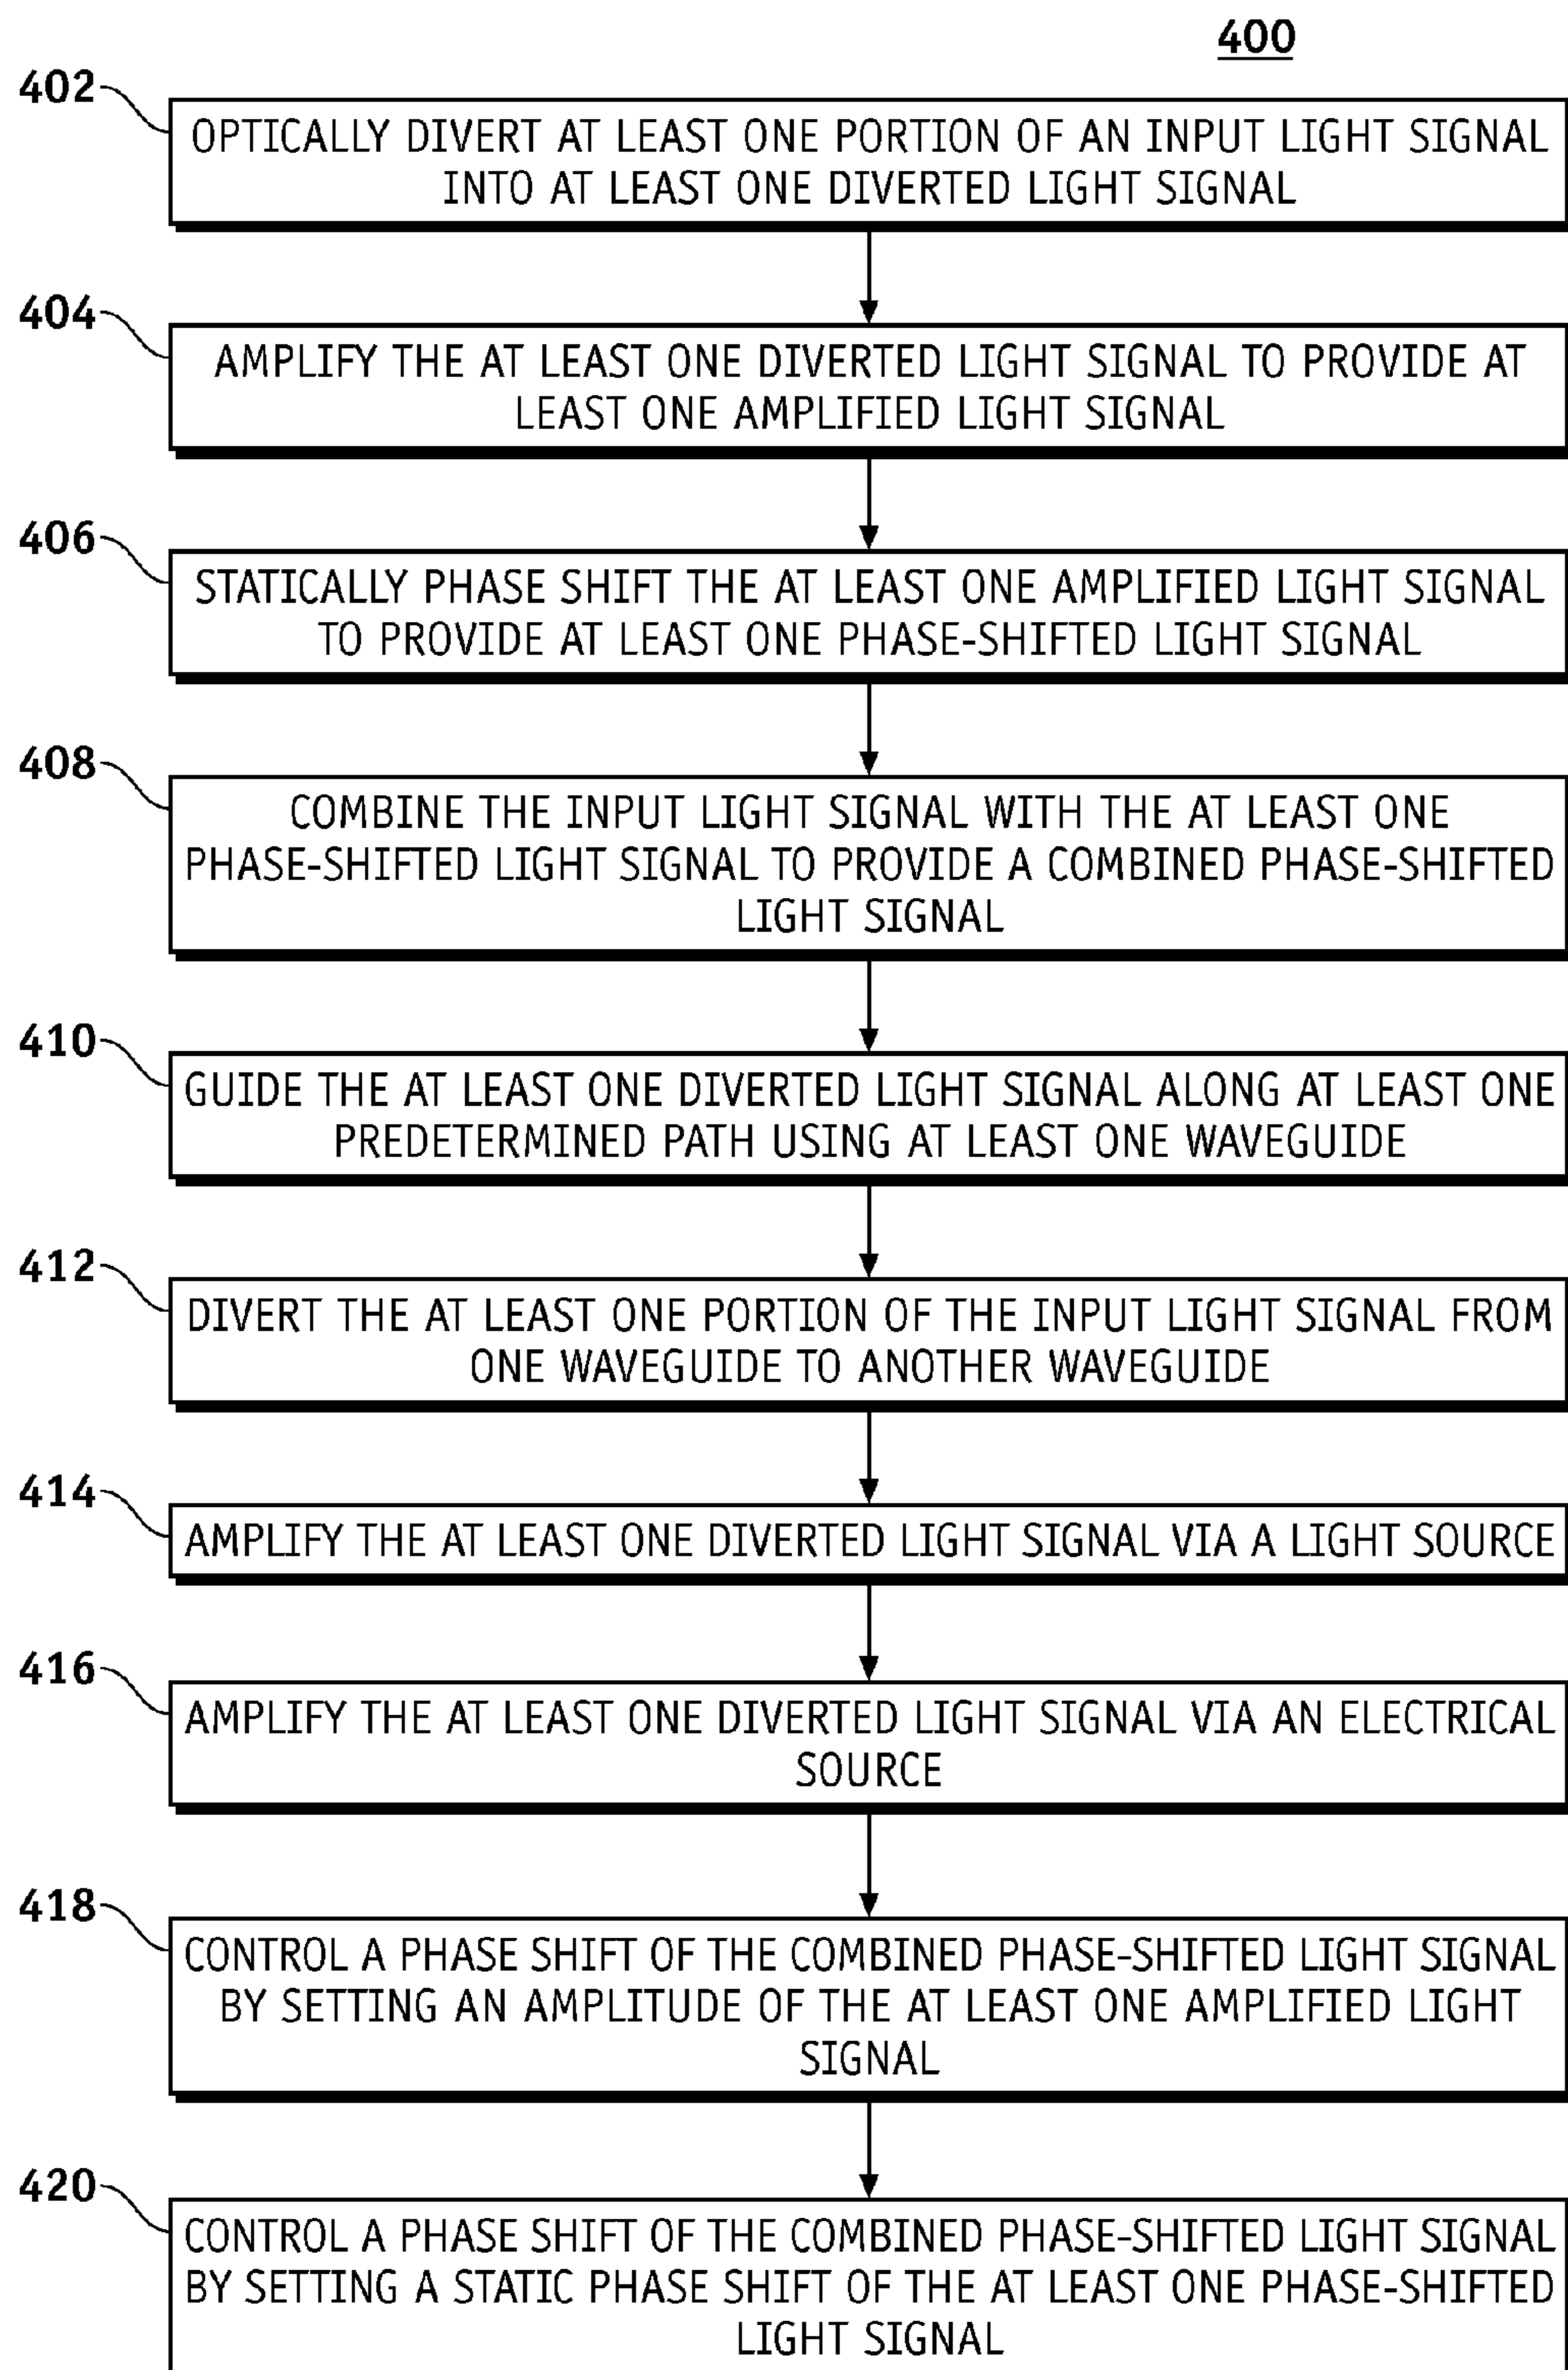 400
402
OPTICALLY DIVERT AT LEAST ONE PORTION OF AN INPUT LIGHT SIGNAL
INTO AT LEAST ONE DIVERTED LIGHT SIGNAL
404
AMPLIFY THE AT LEAST ONE DIVERTED LIGHT SIGNAL TO PROVIDE AT
LEAST ONE AMPLIFIED LIGHT SIGNAL
406
STATICALLY PHASE SHIFT THE AT LEAST ONE AMPLIFIED LIGHT SIGNAL
TO PROVIDE AT LEAST ONE PHASE-SHIFTED LIGHT SIGNAL
408
COMBINE THE INPUT LIGHT SIGNAL WITH THE AT LEAST ONE
PHASE-SHIFTED LIGHT SIGNAL TO PROVIDE A COMBINED PHASE-SHIFTED
LIGHT SIGNAL
410
GUIDE THE AT LEAST ONE DIVERTED LIGHT SIGNAL ALONG AT LEAST ONE
PREDETERMINED PATH USING AT LEAST ONE WAVEGUIDE
412
DIVERT THE AT LEAST ONE PORTION OF THE INPUT LIGHT SIGNAL FROM
ONE WAVEGUIDE TO ANOTHER WAVEGUIDE
414
AMPLIFY THE AT LEAST ONE DIVERTED LIGHT SIGNAL VIA A LIGHT SOURCE
416
AMPLIFY THE AT LEAST ONE DIVERTED LIGHT SIGNAL VIA AN ELECTRICAL
SOURCE
418
CONTROL A PHASE SHIFT OF THE COMBINED PHASE-SHIFTED LIGHT SIGNAL
BY SETTING AN AMPLITUDE OF THE AT LEAST ONE AMPLIFIED LIGHT
SIGNAL
420
CONTROL A PHASE SHIFT OF THE COMBINED PHASE-SHIFTED LIGHT SIGNAL
BY SETTING A STATIC PHASE SHIFT OF THE AT LEAST ONE PHASE-SHIFTED
LIGHT SIGNAL